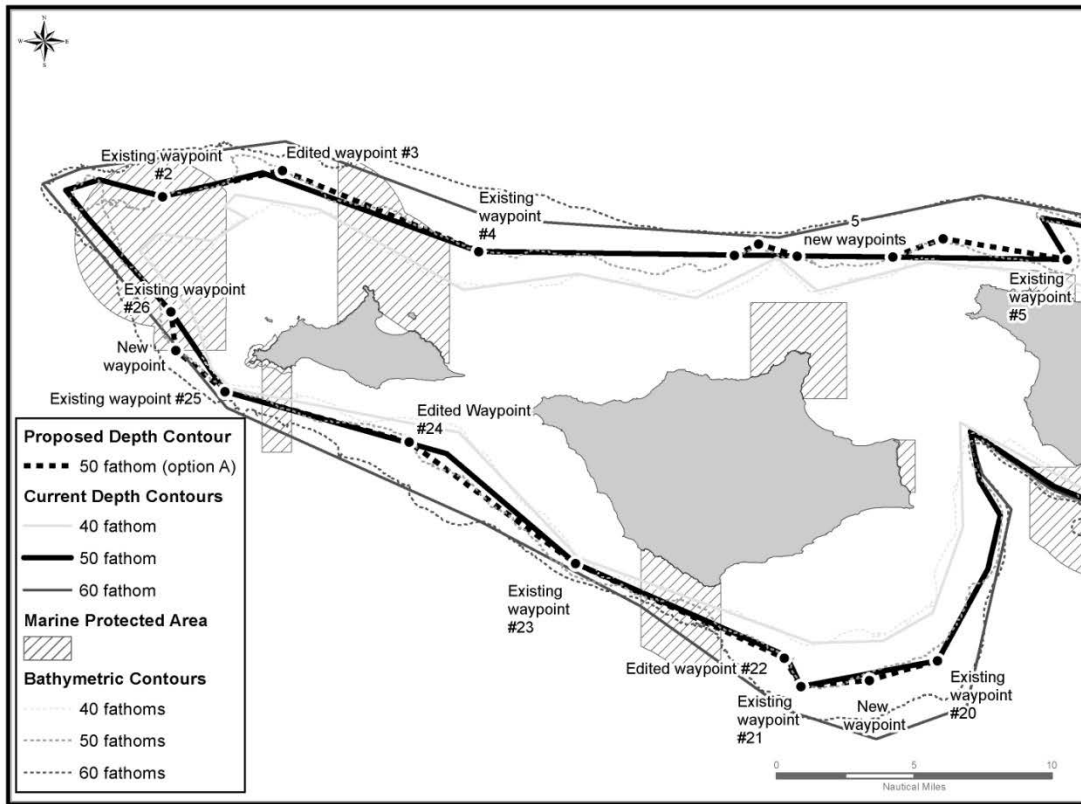 N
W
E
S
Existing waypoint
#2
Edited waypoint #3
Existing
waypoint
#4
5
new waypoints
Existing
waypoint
#5
Existing waypoint
#26
New
waypoint
Existing waypoint #25
Edited Waypoint
#24
Existing
waypoint
#23
Edited waypoint #22
Existing
waypoint
#21
New
waypoint
Existing
waypoint
#20
Proposed Depth Contour
50 fathom (option A)
Current Depth Contours
40 fathom
50 fathom
60 fathom
Marine Protected Area
Bathymetric Contours
40 fathoms
50 fathoms
60 fathoms
0 5 10
Nautical Miles